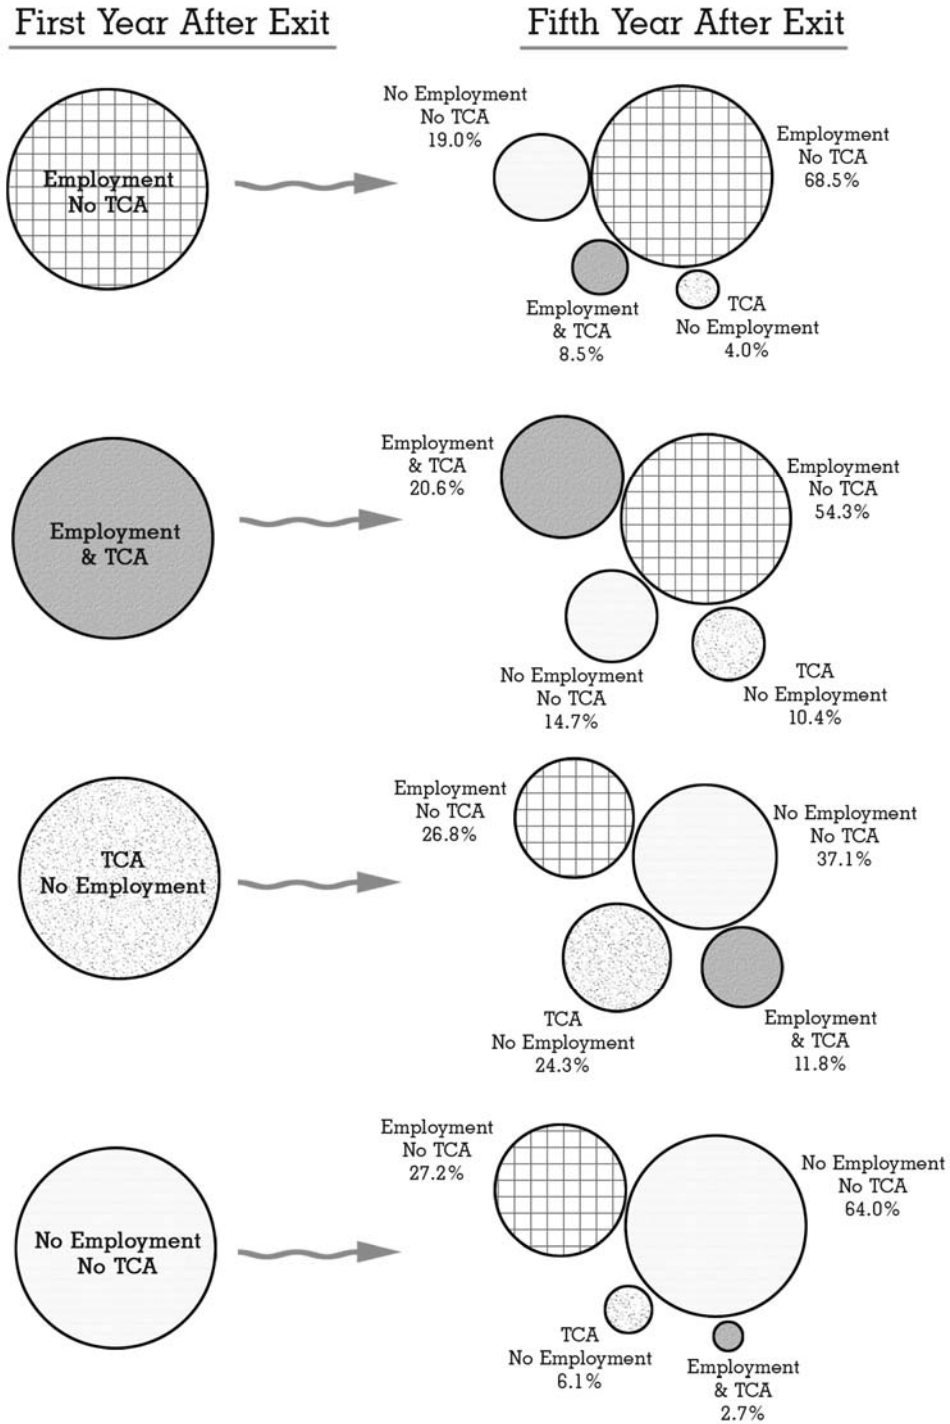 First Year After Exit
Fifth Year After Exit
Employment
No TCA
No Employment
No TCA
19.0%
Employment
No TCA
68.5%
Employment
& TCA
8.5%
TCA
No Employment
4.0%
Employment
& TCA
Employment
& TCA
20.6%
Employment
No TCA
54.3%
No Employment
No TCA
14.7%
TCA
No Employment
10.4%
TCA
No Employment
Employment
No TCA
26.8%
No Employment
No TCA
37.1%
TCA
No Employment
24.3%
Employment
& TCA
11.8%
No Employment
No TCA
Employment
No TCA
27.2%
No Employment
No TCA
64.0%
TCA
No Employment
6.1%
Employment
& TCA
2.7%